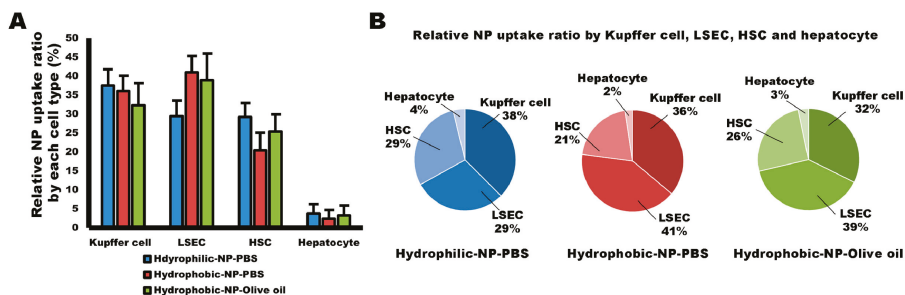 A
Relative NP uptake ratio
by each cell type (%)
50
45
40
35
30
25
20
15
10
5
0
Kupffer cell
LSEC
HSC
Hepatocyte
Hdyrophilic-NP-PBS
Hydrophobic-NP-PBS
Hydrophobic-NP-Olive oil
B
Relative NP uptake ratio by Kupffer cell, LSEC, HSC and hepatocyte
Hepatocyte
4%
Kupffer cell
38%
HSC
29%
LSEC
29%
Hydrophilic-NP-PBS
Hepatocyte
2%
Kupffer cell
36%
HSC
21%
LSEC
41%
Hydrophobic-NP-PBS
Hepatocyte
3%
Kupffer cell
32%
HSC
26%
LSEC
39%
Hydrophobic-NP-Olive oil